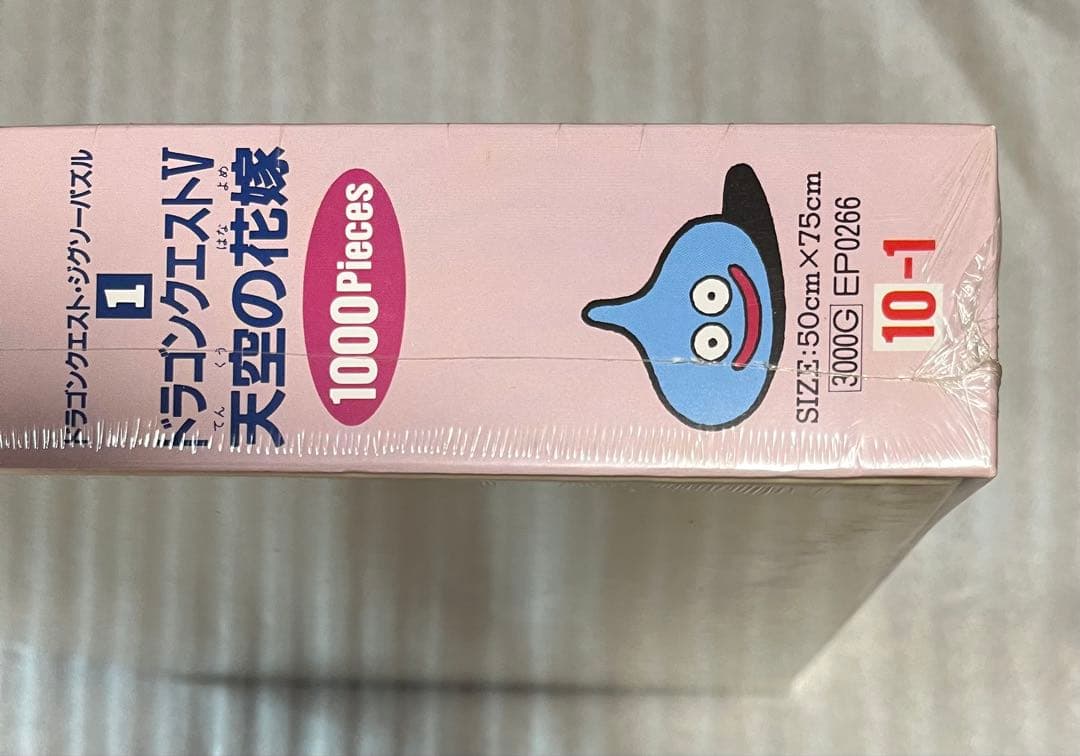 ドラゴンクエスト・ジグソーパズル
1
ドラゴンクエストV
てん くう はな よめ
天空の花嫁
1000Pieces
SIZE:50cm×75cm
3000G EP0266
10-1